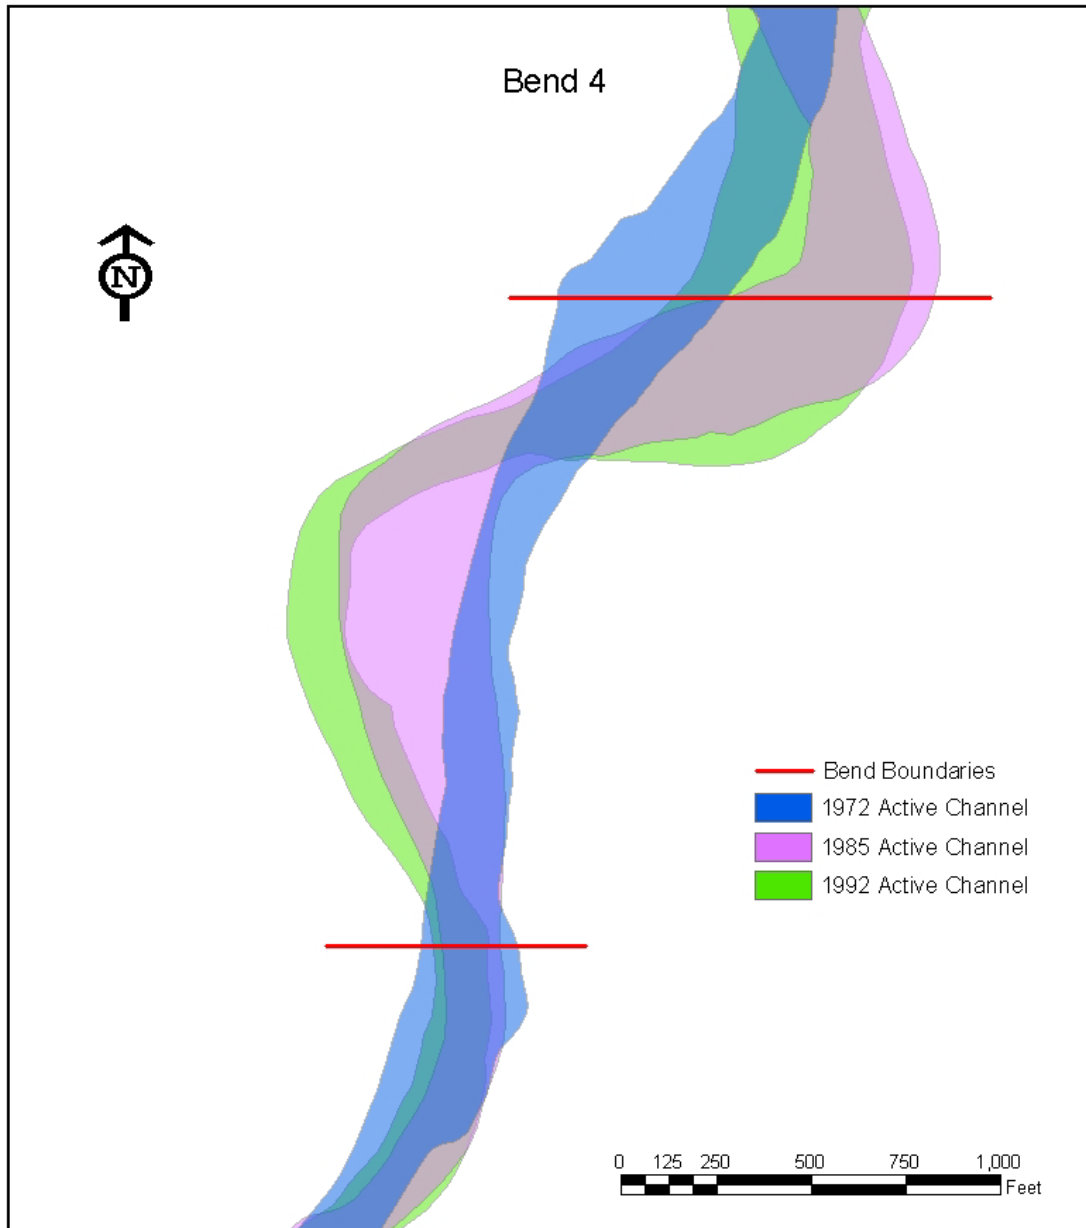 Bend 4
N
Bend Boundaries
1972 Active Channel
1985 Active Channel
1992 Active Channel
0 125 250 500 750 1,000
Feet